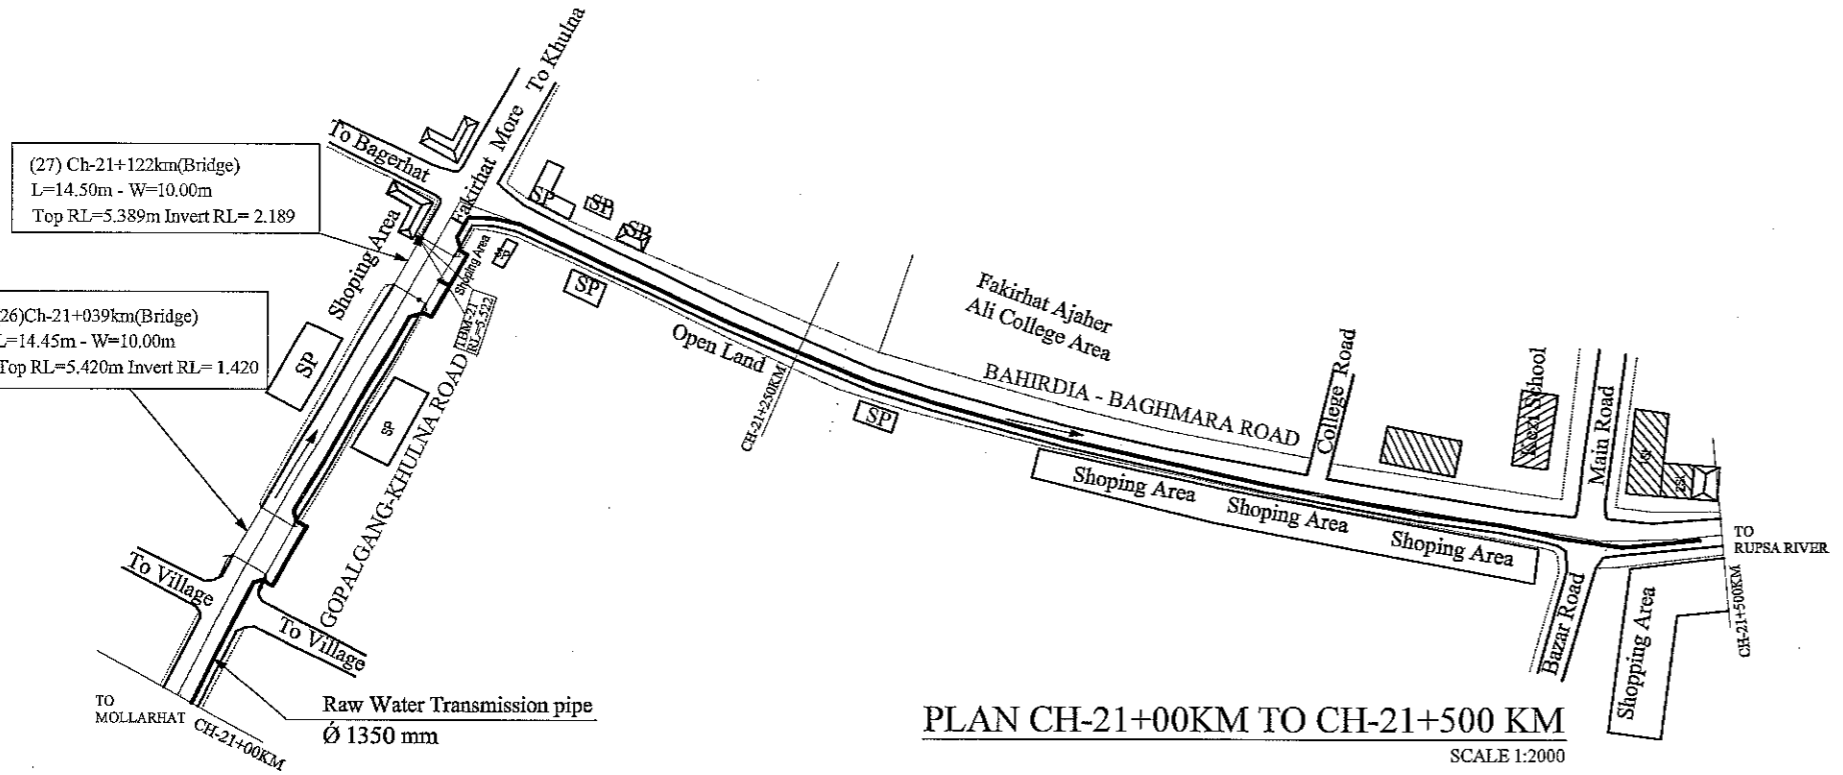 To Khulna
Fakirhat More
To Bagerhat
(27) Ch-21+122km(Bridge)
L=14.50m - W=10.00m
Top RL=5.389m Invert RL= 2.189
Shoping Area
SP
SP
SP
Shoping Area
TBM-21
RL=5.522
26)Ch-21+039km(Bridge)
L=14.45m - W=10.00m
Top RL=5.420m Invert RL= 1.420
SP
SP
SP
Open Land
CH-21+250KM
Fakirhat Ajaher
Ali College Area
BAHIRDIA - BAGHMARA ROAD
SP
College Road
School
Main Road
Shoping Area
Shoping Area
Shoping Area
TO
RUPSA RIVER
CH-21+500KM
GOPALGANG-KHULNA ROAD
To Village
To Village
Bazar Road
Shopping Area
TO
MOLLARHAT
CH-21+00KM
Raw Water Transmission pipe
Ø 1350 mm
PLAN CH-21+00KM TO CH-21+500 KM
SCALE 1:2000